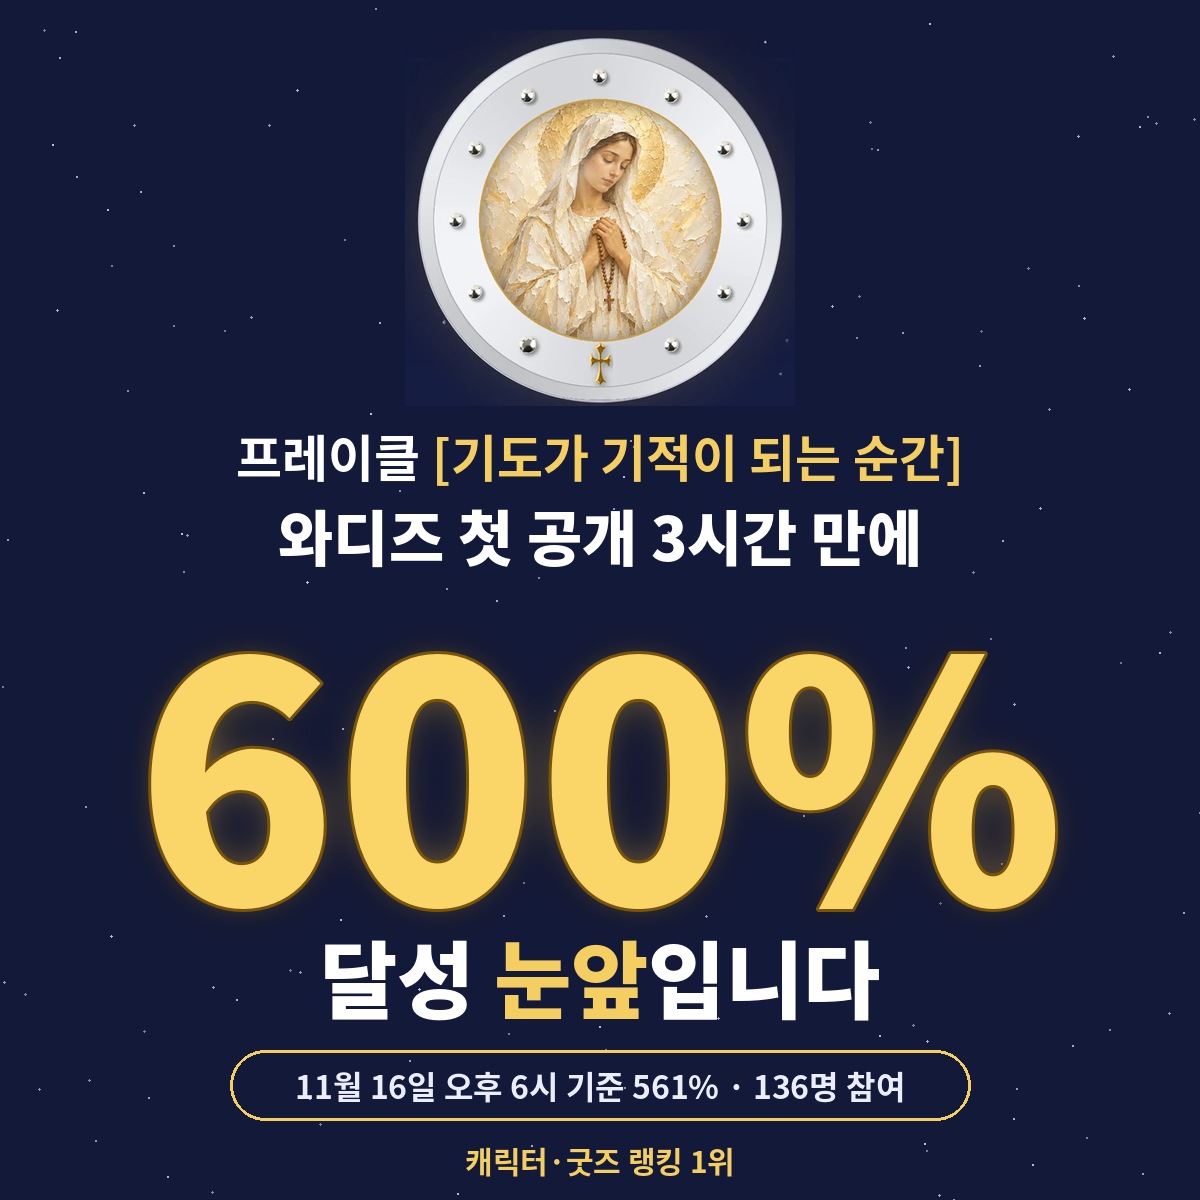 프레이클 [기도가 기적이 되는 순간]
와디즈 첫 공개 3시간 만에
600%
달성 눈앞입니다
11월 16일 오후 6시 기준 561% · 136명 참여
캐릭터·굿즈 랭킹 1위